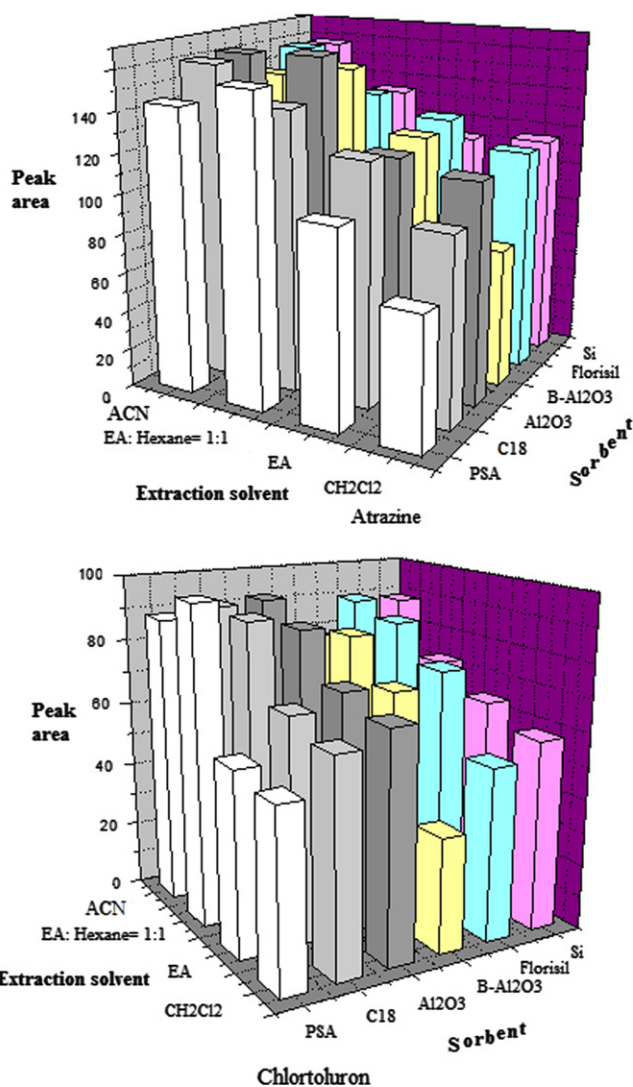 140
120
Peak
area
100
80
60
40
20
0
ACN
EA: Hexane= 1:1
EA
CH2Cl2
Extraction solvent
Si
Florisil
B-Al2O3
Al2O3
C18
PSA
Sorbent
Atrazine
100
80
Peak
area
60
40
20
0
ACN
EA: Hexane= 1:1
EA
CH2Cl2
Extraction solvent
Si
Florisil
B-Al2O3
Al2O3
C18
PSA
Sorbent
Chlortoluron